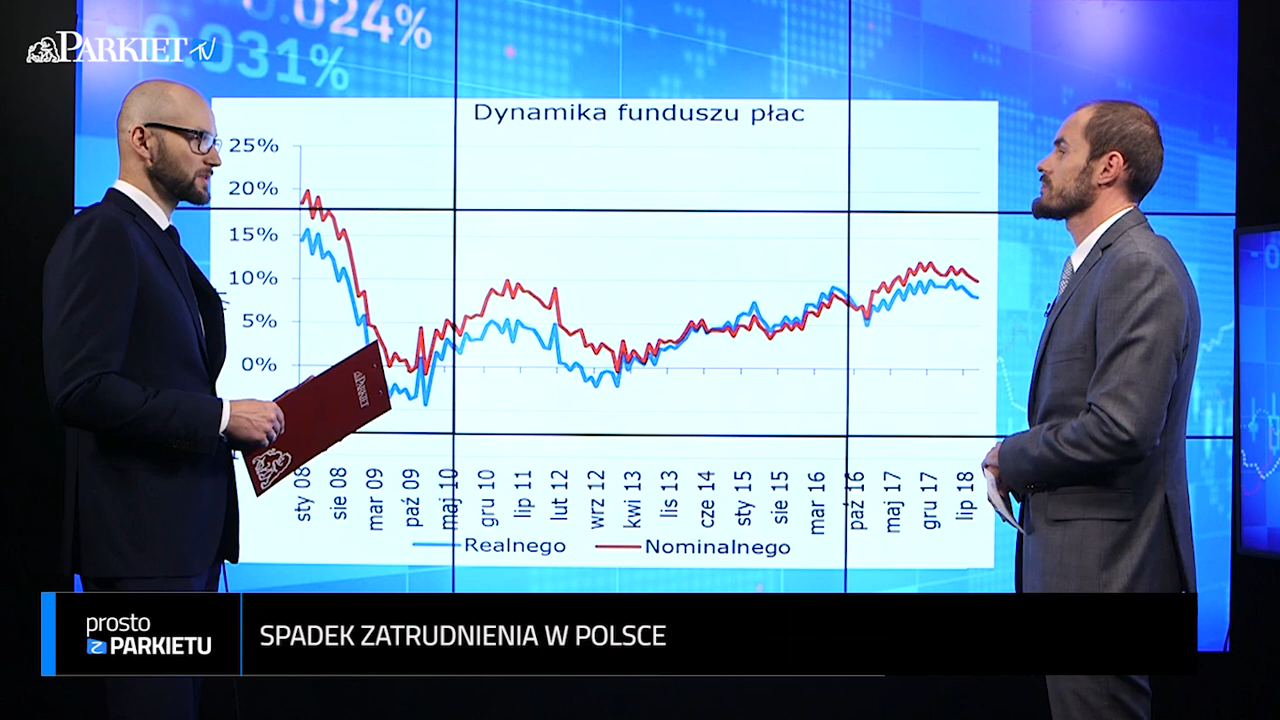 0.024%
0.031%
PARKIET TV
Dynamika funduszu płac
25%
20%
15%
10%
5%
0%
PARKIET
sty 08
sie 08
mar 09
paź 09
maj 10
gru 10
lip 11
lut 12
wrz 12
kwi 13
lis 13
cze 14
sty 15
sie 15
mar 16
paź 16
maj 17
gru 17
lip 18
Realnego
Nominalnego
prosto
z PARKIETU
SPADEK ZATRUDNIENIA W POLSCE